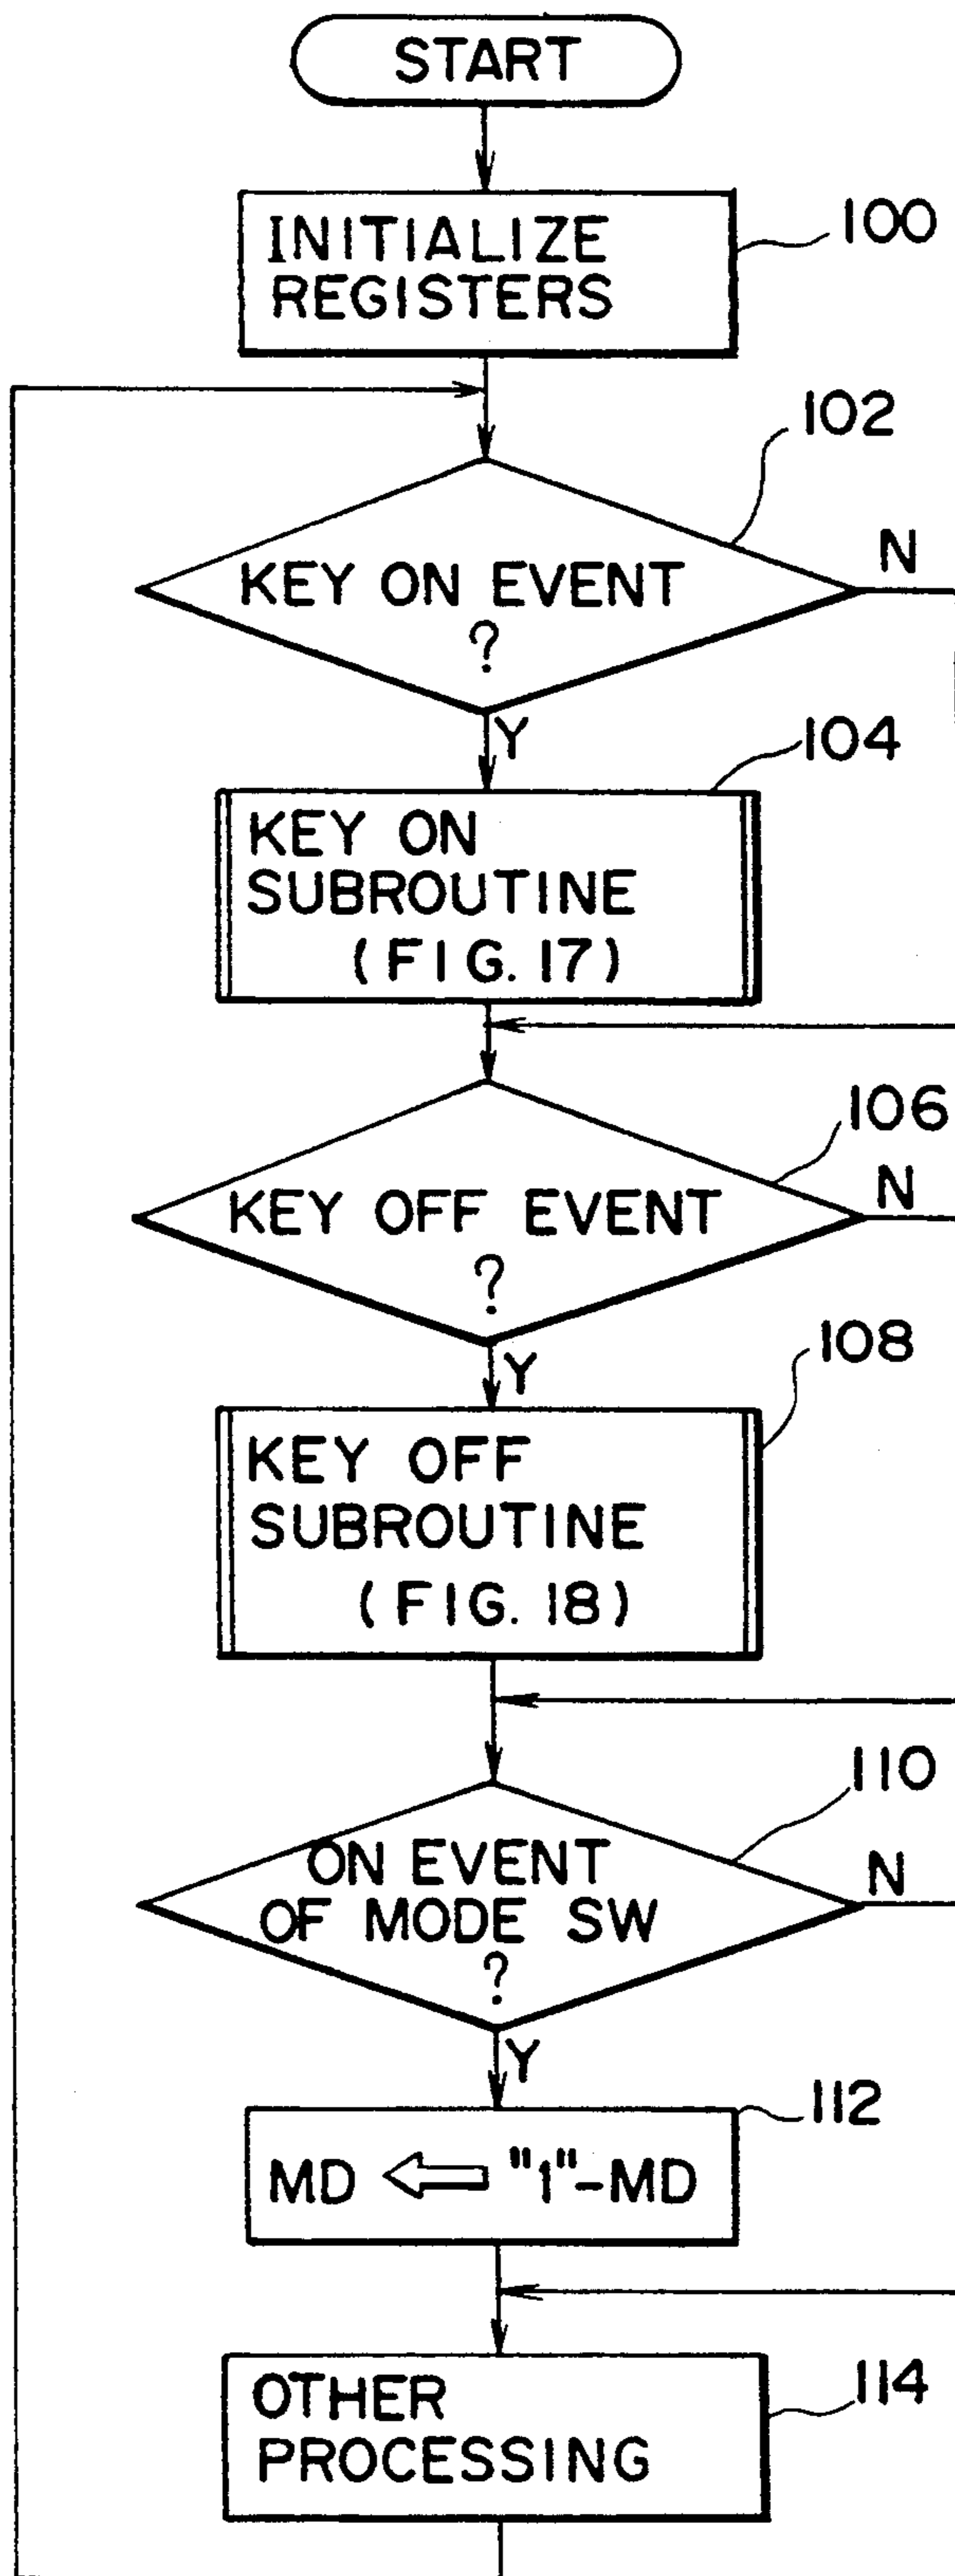 START
INITIALIZE
REGISTERS
100
102
KEY ON EVENT
?
N
Y
104
KEY ON
SUBROUTINE
(FIG. 17)
106
KEY OFF EVENT
?
N
Y
108
KEY OFF
SUBROUTINE
(FIG. 18)
110
ON EVENT
OF MODE SW
?
N
Y
112
MD ⇐ "1"-MD
114
OTHER
PROCESSING